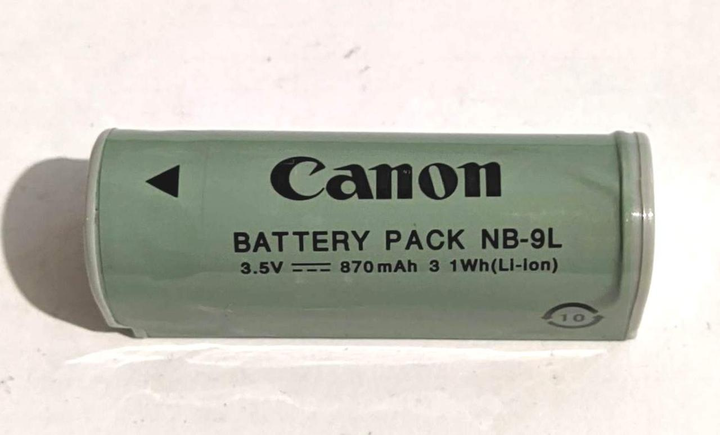 Canon
BATTERY PACK NB-9L
3.5V 870mAh 3 1Wh(Li-ion)
10